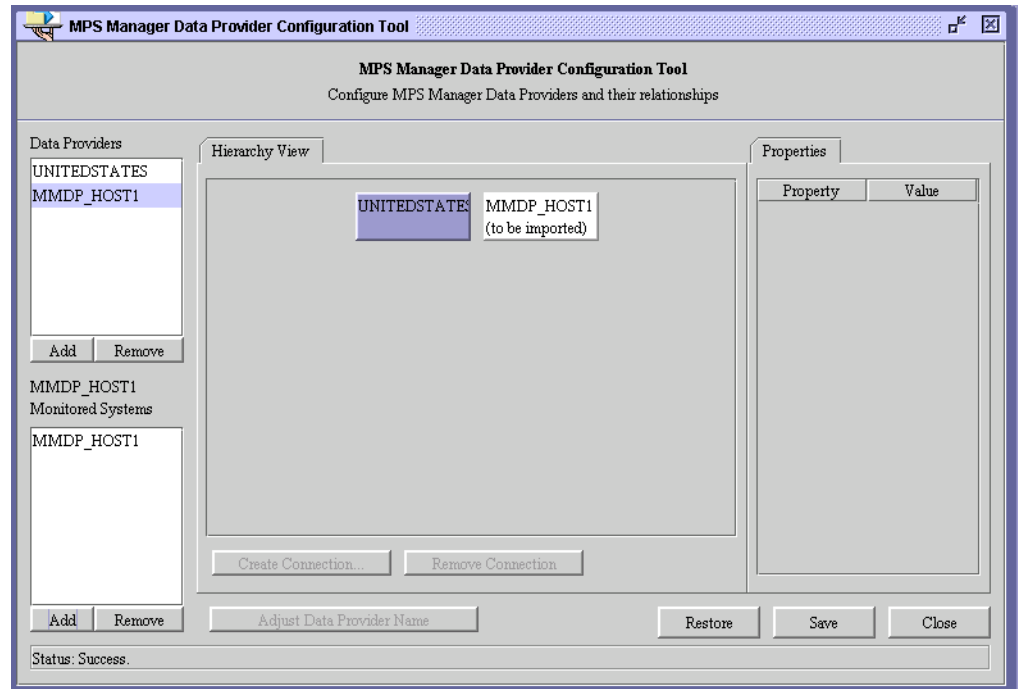 MPS Manager Data Provider Configuration Tool
MPS Manager Data Provider Configuration Tool
Configure MPS Manager Data Providers and their relationships
Data Providers
UNITEDSTATES
MMDP_HOST1
Add Remove
MMDP_HOST1
Monitored Systems
MMDP_HOST1
Add Remove
Hierarchy View
UNITEDSTATES
MMDP_HOST1
(to be imported)
Create Connection... Remove Connection
Adjust Data Provider Name
Properties
Property Value
Restore Save Close
Status: Success.